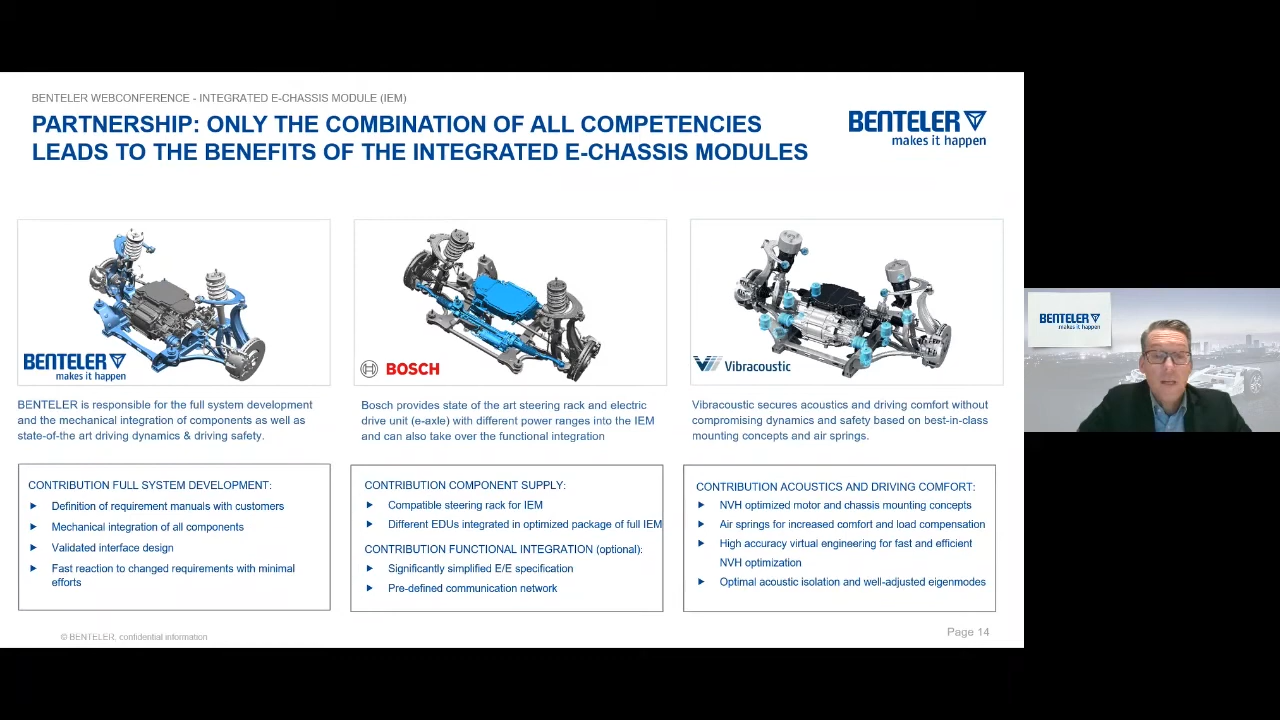 BENTELER WEBCONFERENCE - INTEGRATED E-CHASSIS MODULE (IEM)
PARTNERSHIP: ONLY THE COMBINATION OF ALL COMPETENCIES
LEADS TO THE BENEFITS OF THE INTEGRATED E-CHASSIS MODULES
BENTELER
makes it happen
BENTELER
makes it happen
BENTELER is responsible for the full system development
and the mechanical integration of components as well as
state-of-the art driving dynamics & driving safety.
CONTRIBUTION FULL SYSTEM DEVELOPMENT:
Definition of requirement manuals with customers
Mechanical integration of all components
Validated interface design
Fast reaction to changed requirements with minimal
efforts
BOSCH
Bosch provides state of the art steering rack and electric
drive unit (e-axle) with different power ranges into the IEM
and can also take over the functional integration
CONTRIBUTION COMPONENT SUPPLY:
Compatible steering rack for IEM
Different EDUs integrated in optimized package of full IEM
CONTRIBUTION FUNCTIONAL INTEGRATION (optional):
Significantly simplified E/E specification
Pre-defined communication network
Vibracoustic
Vibracoustic secures acoustics and driving comfort without
compromising dynamics and safety based on best-in-class
mounting concepts and air springs.
CONTRIBUTION ACOUSTICS AND DRIVING COMFORT:
NVH optimized motor and chassis mounting concepts
Air springs for increased comfort and load compensation
High accuracy virtual engineering for fast and efficient
NVH optimization
Optimal acoustic isolation and well-adjusted eigenmodes
© BENTELER, confidential information
Page 14
BENTELER
makes it happen